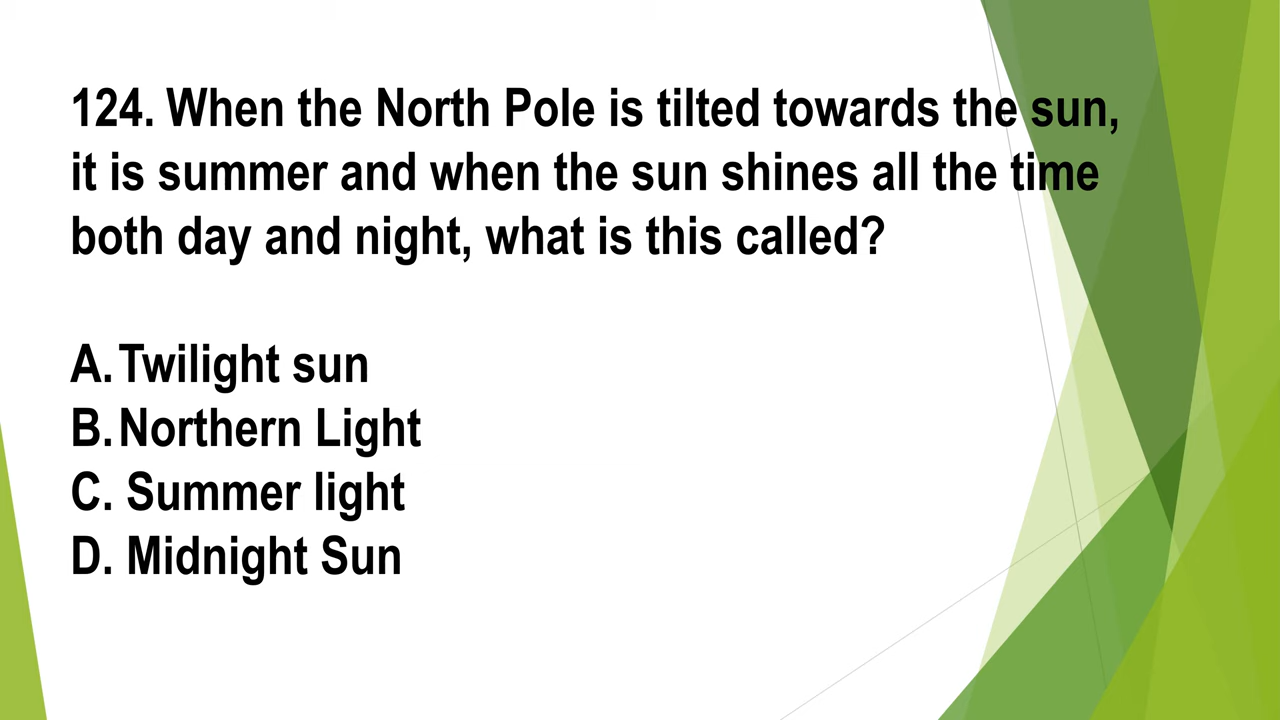 124. When the North Pole is tilted towards the sun,
it is summer and when the sun shines all the time
both day and night, what is this called?
A. Twilight sun
B. Northern Light
C. Summer light
D. Midnight Sun